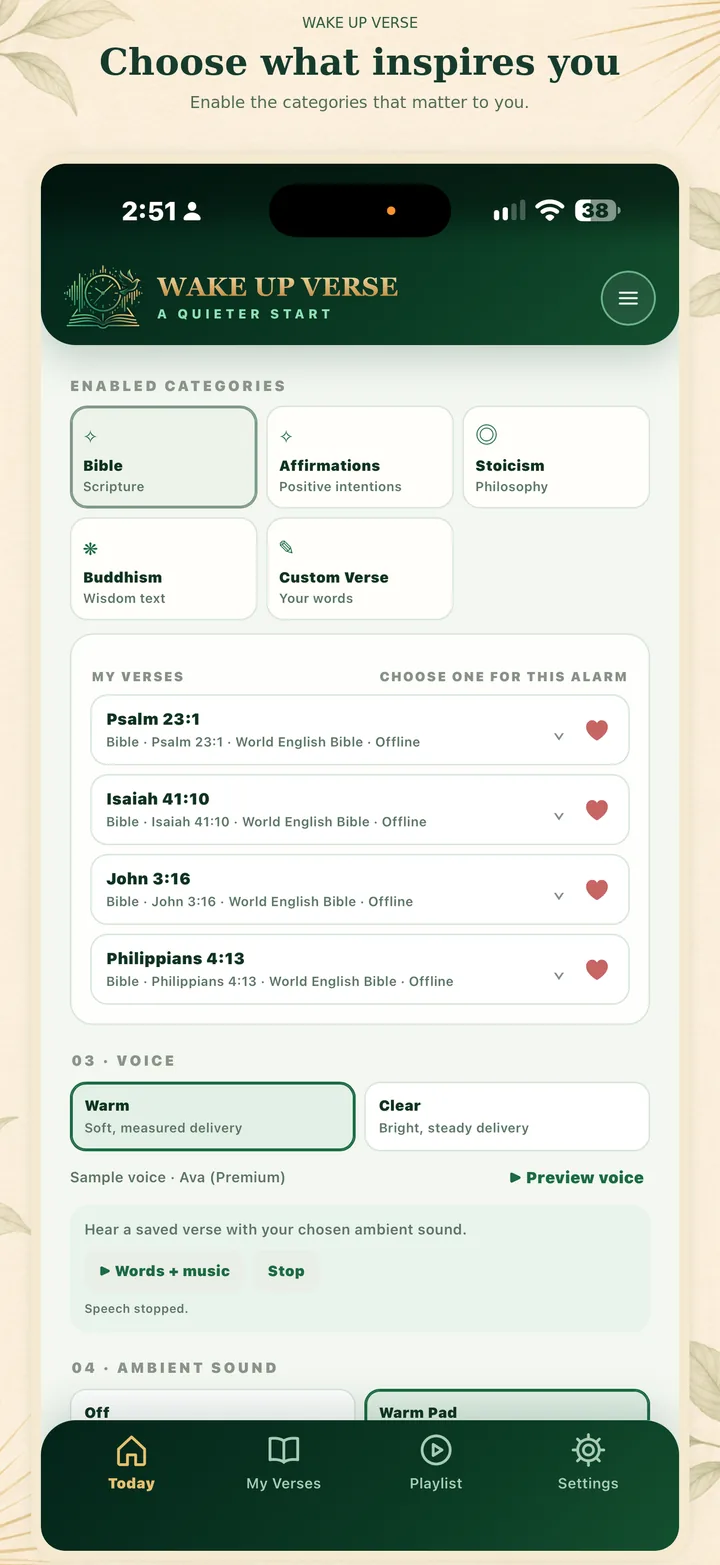 WAKE UP VERSE
Choose what inspires you
Enable the categories that matter to you.
2:51
38
WAKE UP VERSE
A QUIETER START
ENABLED CATEGORIES
Bible
Scripture
Affirmations
Positive intentions
Stoicism
Philosophy
Buddhism
Wisdom text
Custom Verse
Your words
MY VERSES
CHOOSE ONE FOR THIS ALARM
Psalm 23:1
Bible · Psalm 23:1 · World English Bible · Offline
Isaiah 41:10
Bible · Isaiah 41:10 · World English Bible · Offline
John 3:16
Bible · John 3:16 · World English Bible · Offline
Philippians 4:13
Bible · Philippians 4:13 · World English Bible · Offline
03 · VOICE
Warm
Soft, measured delivery
Clear
Bright, steady delivery
Sample voice · Ava (Premium)
Preview voice
Hear a saved verse with your chosen ambient sound.
Words + music
Stop
Speech stopped.
04 · AMBIENT SOUND
Off
Warm Pad
Today
My Verses
Playlist
Settings